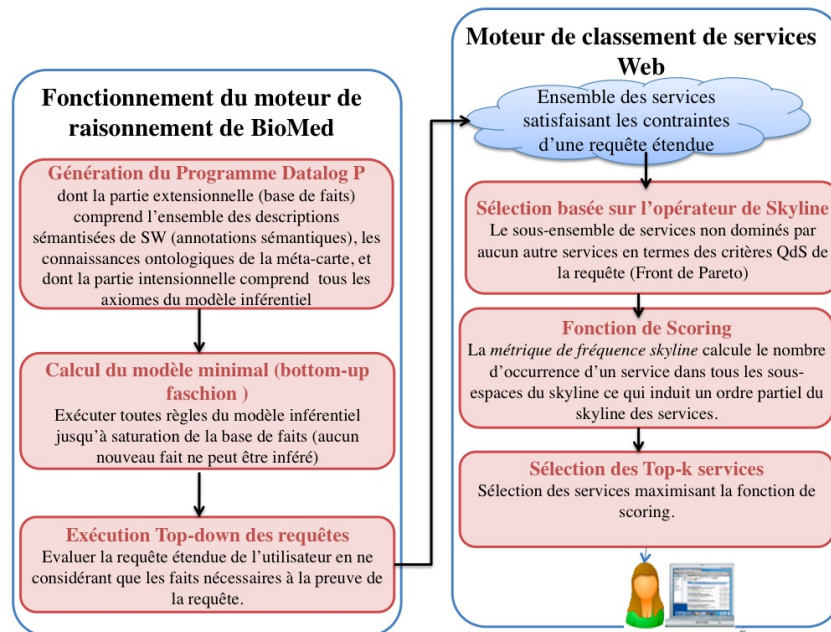 Fonctionnement du moteur de
raisonnement de BioMed
Génération du Programme Datalog P
dont la partie extensionnelle (base de faits)
comprend l'ensemble des descriptions
sémantisées de SW (annotations sémantiques), les
connaissances ontologiques de la méta-carte, et
dont la partie intensionnelle comprend tous les
axiomes du modèle inférentiel
Calcul du modèle minimal (bottom-up
faschion )
Exécuter toutes règles du modèle inférentiel
jusqu'à saturation de la base de faits (aucun
nouveau fait ne peut être inféré)
Exécution Top-down des requêtes
Evaluer la requête étendue de l'utilisateur en ne
considérant que les faits nécessaires à la preuve de
la requête.
Moteur de classement de services
Web
Ensemble des services
satisfaisant les contraintes
d'une requête étendue
Sélection basée sur l'opérateur de Skyline
Le sous-ensemble de services non dominés par
aucun autre services en termes des critères QdS de
la requête (Front de Pareto)
Fonction de Scoring
La métrique de fréquence skyline calcule le nombre
d'occurrence d'un service dans tous les sous-
espaces du skyline ce qui induit un ordre partiel du
skyline des services.
Sélection des Top-k services
Sélection des services maximisant la fonction de
scoring.